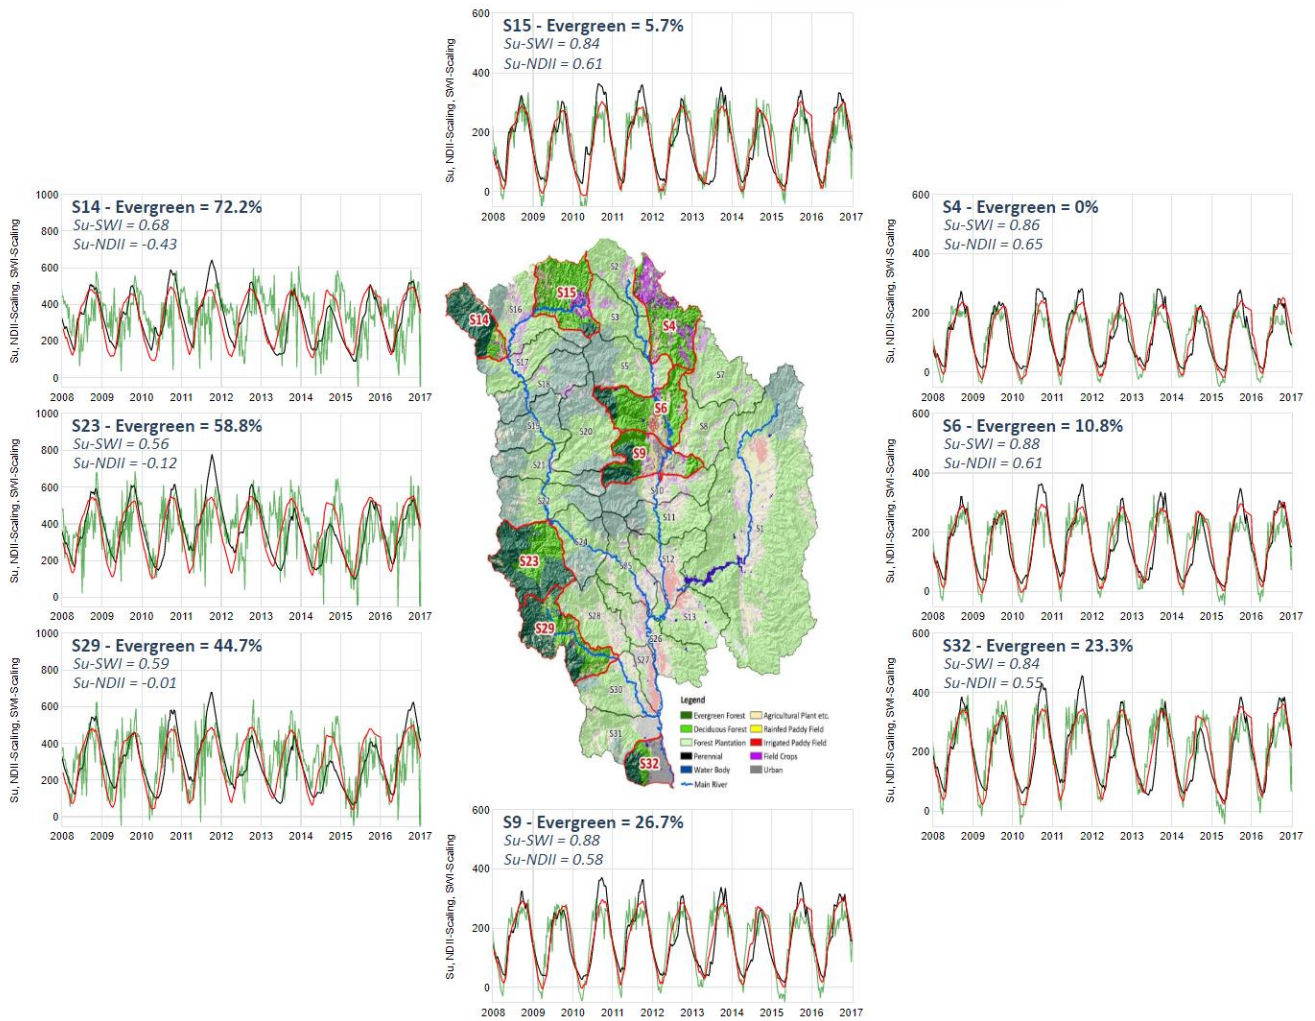 S15 - Evergreen = 5.7%
Su-SWI = 0.84
Su-NDII = 0.61
Su, NDII-Scaling, SWI-Scaling
600
400
200
0
2008 2009 2010 2011 2012 2013 2014 2015 2016 2017
S14 - Evergreen = 72.2%
Su-SWI = 0.68
Su-NDII = -0.43
Su, NDII-Scaling, SWI-Scaling
1000
800
600
400
200
0
2008 2009 2010 2011 2012 2013 2014 2015 2016 2017
S4 - Evergreen = 0%
Su-SWI = 0.86
Su-NDII = 0.65
Su, NDII-Scaling, SWI-Scaling
600
400
200
0
2008 2009 2010 2011 2012 2013 2014 2015 2016 2017
S23 - Evergreen = 58.8%
Su-SWI = 0.56
Su-NDII = -0.12
Su, NDII-Scaling, SWI-Scaling
1000
800
600
400
200
0
2008 2009 2010 2011 2012 2013 2014 2015 2016 2017
S6 - Evergreen = 10.8%
Su-SWI = 0.88
Su-NDII = 0.61
Su, NDII-Scaling, SWI-Scaling
600
400
200
0
2008 2009 2010 2011 2012 2013 2014 2015 2016 2017
S29 - Evergreen = 44.7%
Su-SWI = 0.59
Su-NDII = -0.01
Su, NDII-Scaling, SWI-Scaling
1000
800
600
400
200
0
2008 2009 2010 2011 2012 2013 2014 2015 2016 2017
S32 - Evergreen = 23.3%
Su-SWI = 0.84
Su-NDII = 0.55
Su, NDII-Scaling, SWI-Scaling
600
400
200
0
2008 2009 2010 2011 2012 2013 2014 2015 2016 2017
S2
S15
S14
S16
S3
S4
S17
S5
S7
S18
S6
S19
S20
S8
S9
S21
S10
S22
S11
S1
S24
S23
S12
S25
S28
S13
S29
S26
S27
S30
S31
S32
Legend
Evergreen Forest
Deciduous Forest
Forest Plantation
Perennial
Water Body
Main River
Agricultural Plant etc.
Rainfed Paddy Field
Irrigated Paddy Field
Field Crops
Urban
S9 - Evergreen = 26.7%
Su-SWI = 0.88
Su-NDII = 0.58
Su, NDII-Scaling, SWI-Scaling
600
400
200
0
2008 2009 2010 2011 2012 2013 2014 2015 2016 2017